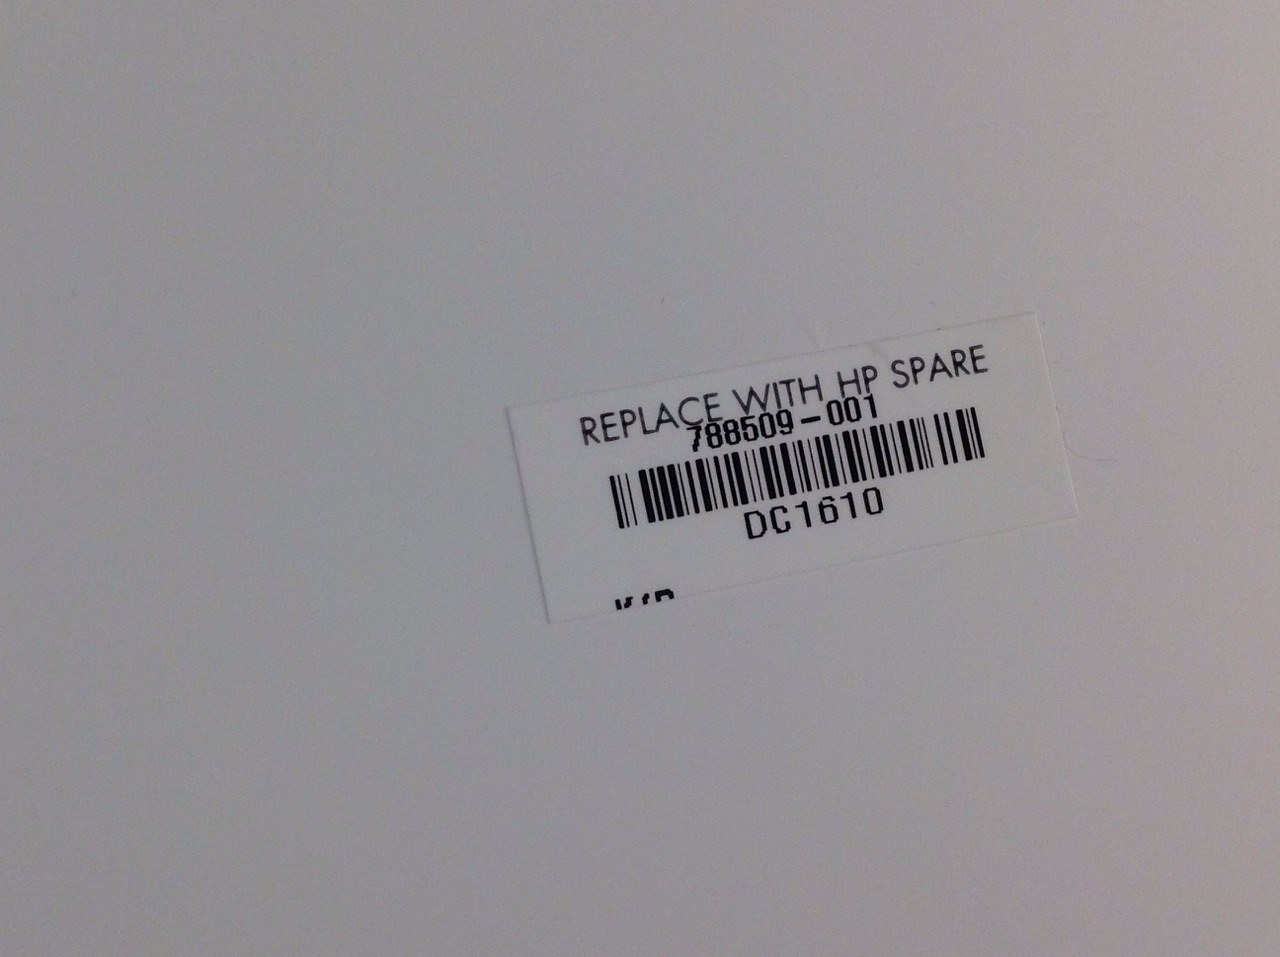 REPLACE WITH HP SPARE
788509-001
DC1610